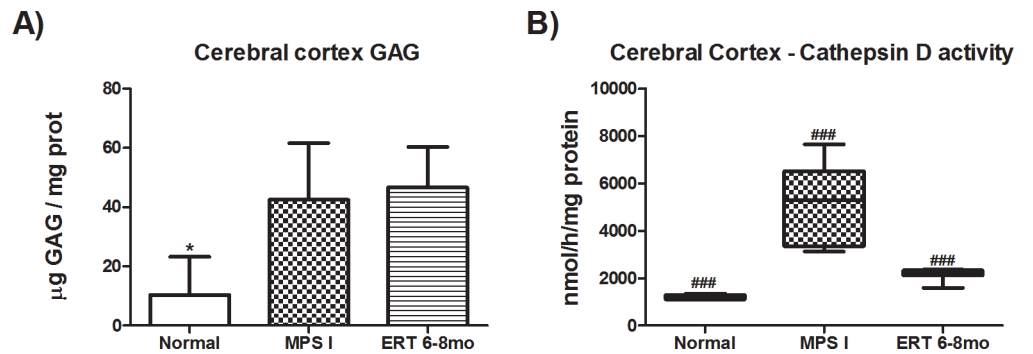 A)
Cerebral cortex GAG
µg GAG / mg prot
80
60
40
20
0
*
Normal
MPS I
ERT 6-8mo
B)
Cerebral Cortex - Cathepsin D activity
nmol/h/mg protein
10000
8000
6000
4000
2000
0
###
###
###
Normal
MPS I
ERT 6-8mo